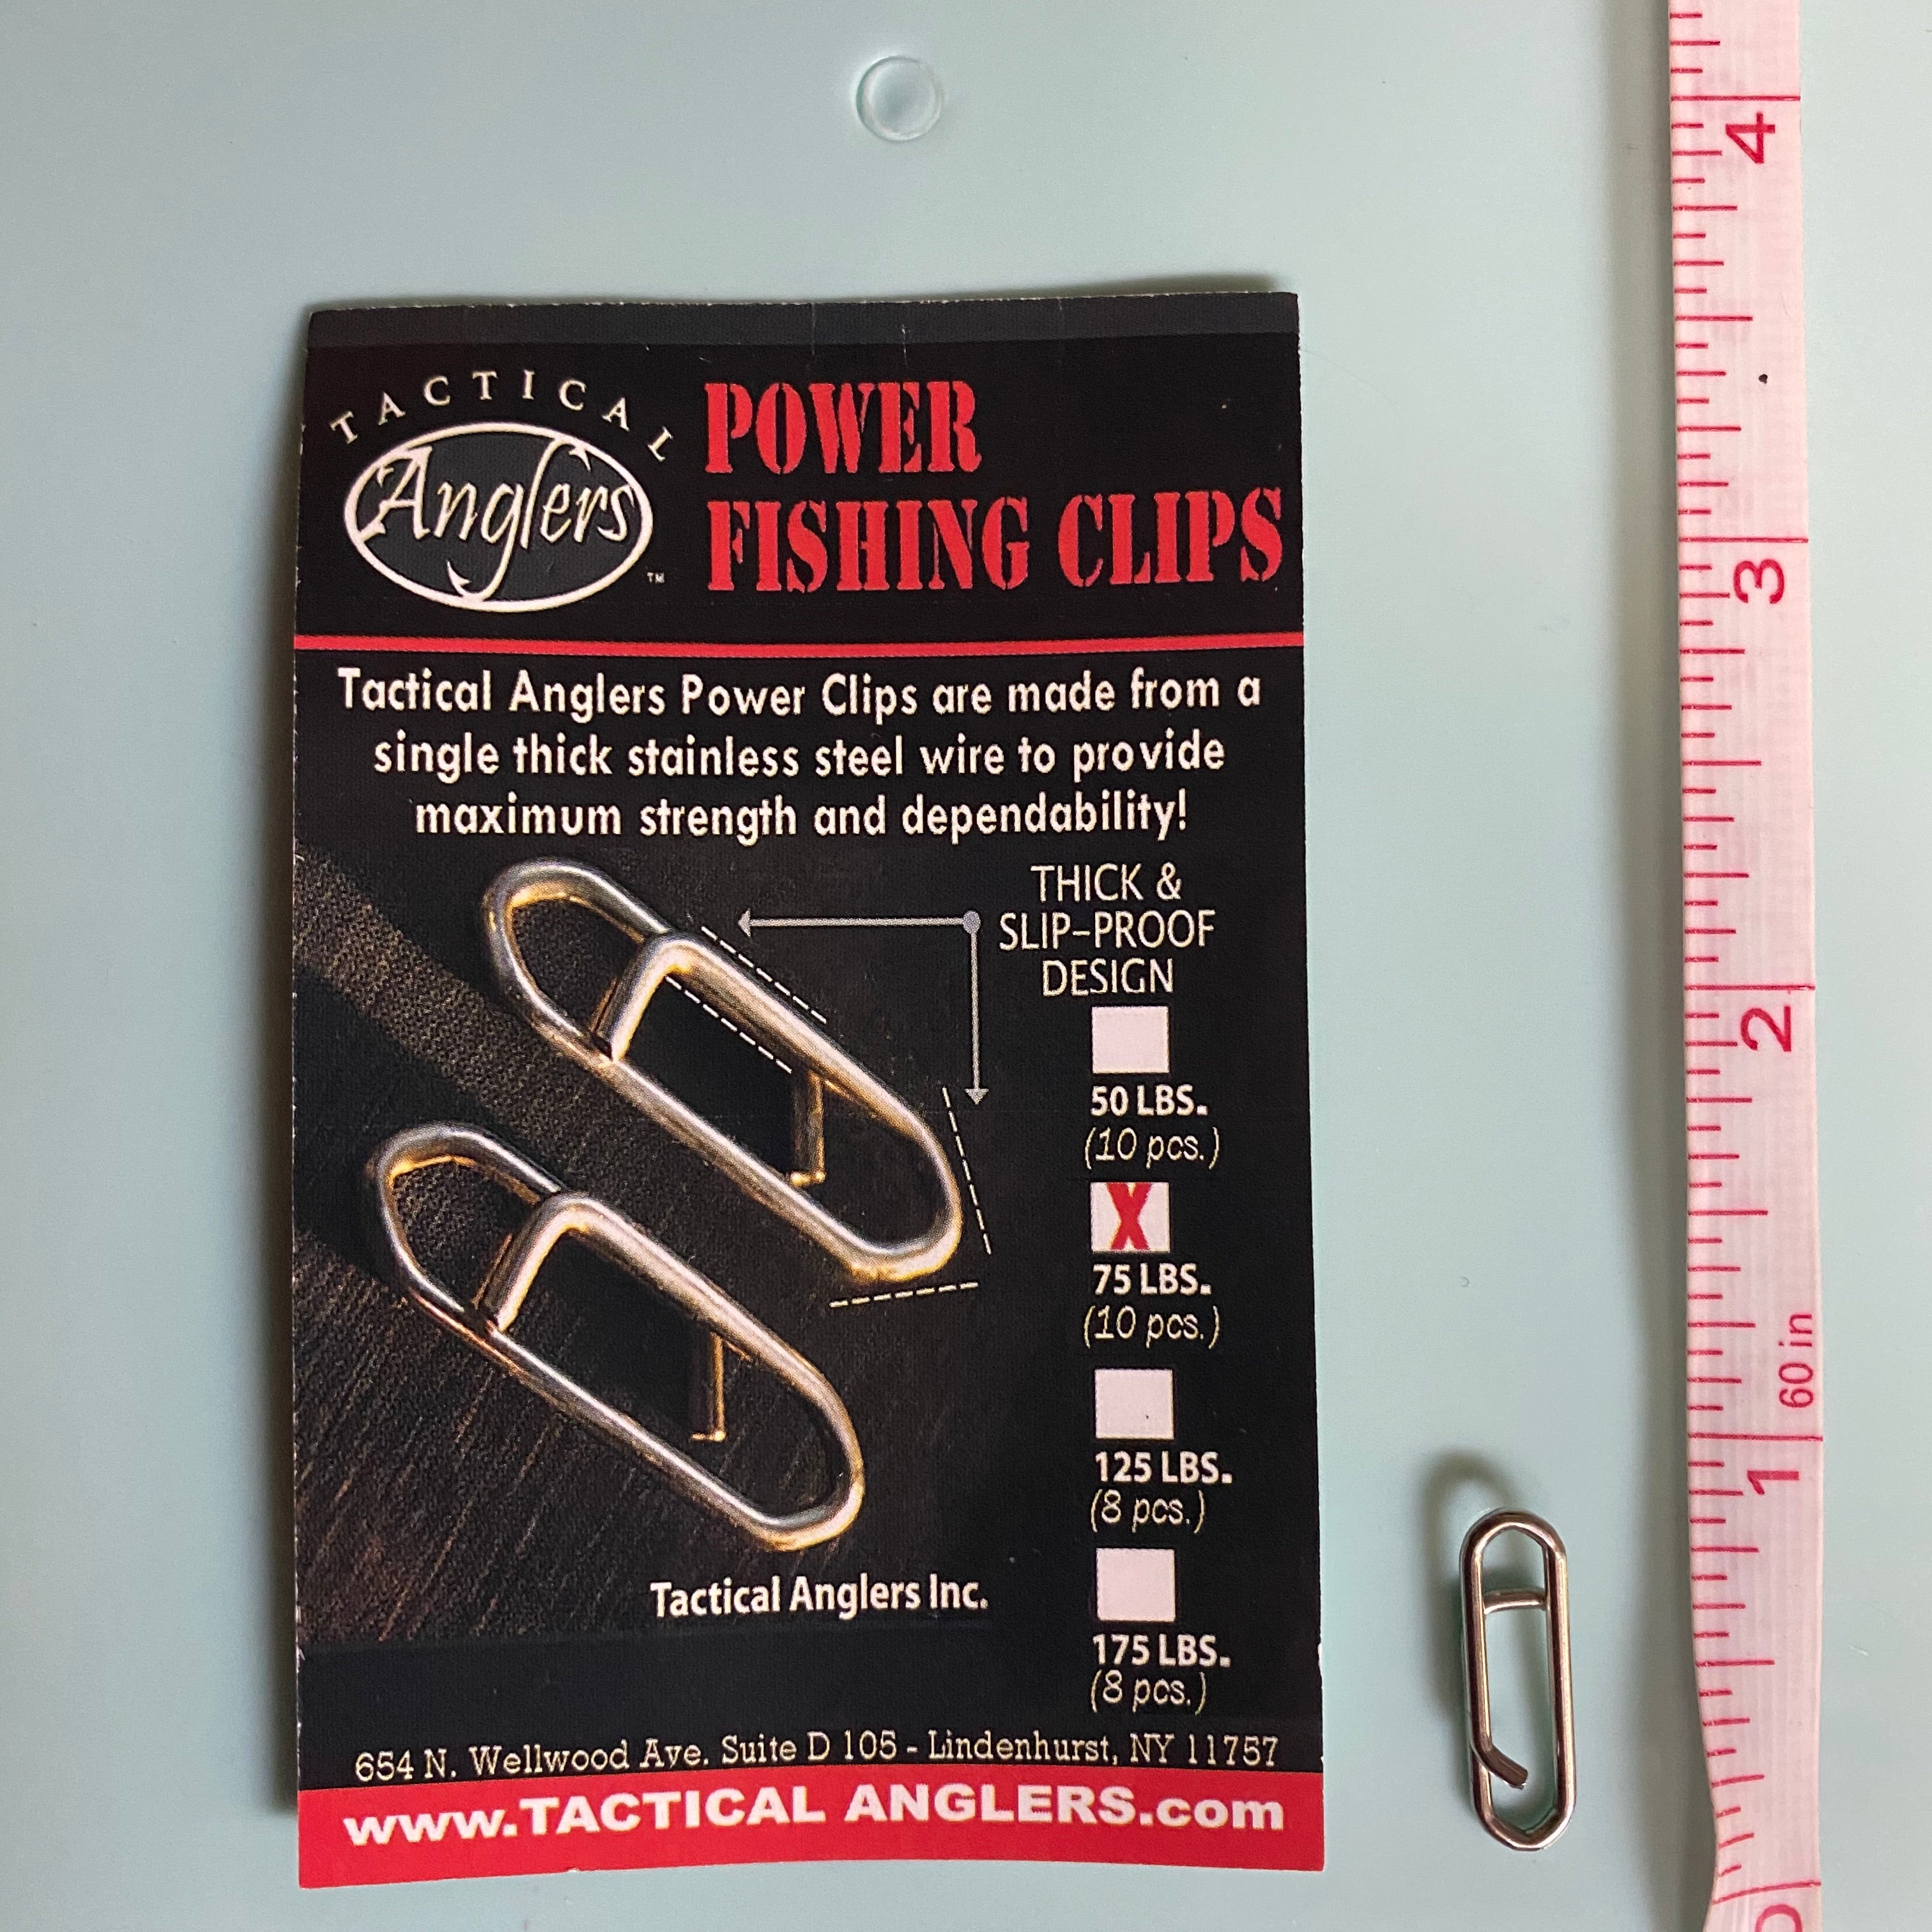 TACTICAL
Anglers
™
POWER
FISHING CLIPS
Tactical Anglers Power Clips are made from a
single thick stainless steel wire to provide
maximum strength and dependability!
THICK &
SLIP-PROOF
DESIGN
50 LBS.
(10 pcs.)
X
75 LBS.
(10 pcs.)
125 LBS.
(8 pcs.)
175 LBS.
(8 pcs.)
Tactical Anglers Inc.
654 N. Wellwood Ave. Suite D 105 - Lindenhurst, NY 11757
www.TACTICAL ANGLERS.com
4
3
2
60 in
1
0